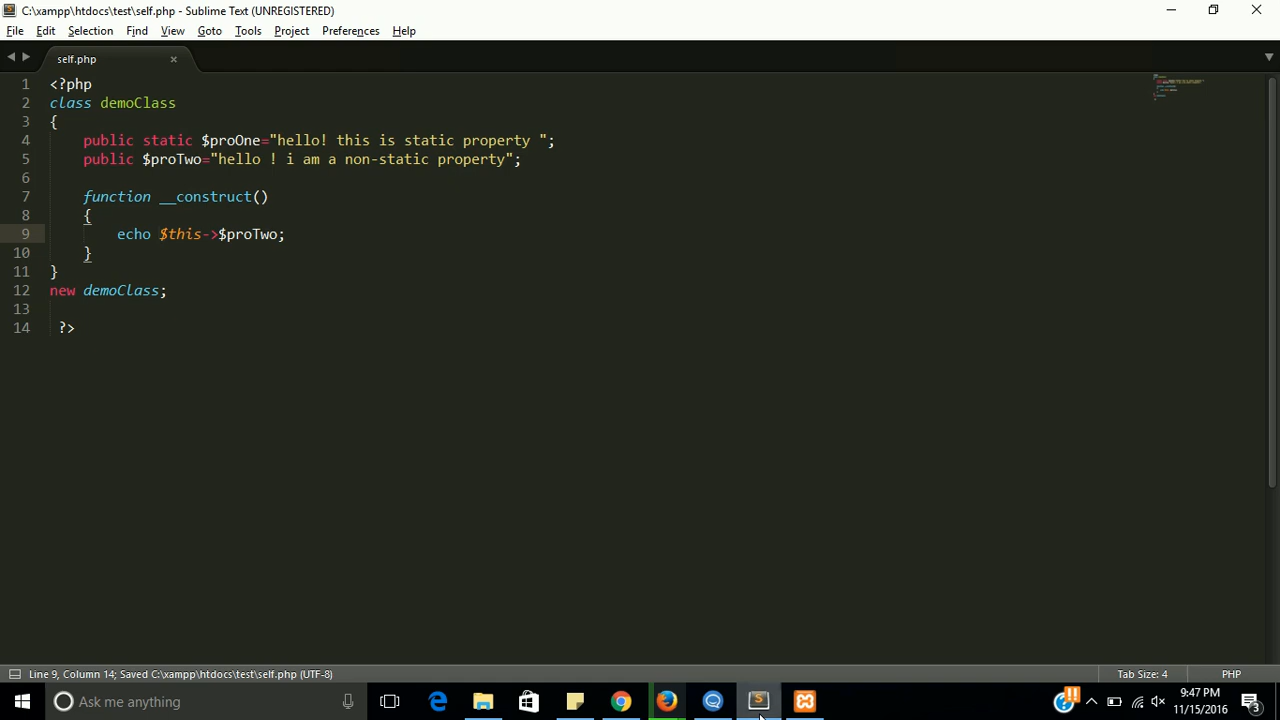 C:\xampp\htdocs\test\self.php - Sublime Text (UNREGISTERED)
File Edit Selection Find View Goto Tools Project Preferences Help
self.php ×
1 <?php
2 class demoClass
3 {
4 public static $proOne="hello! this is static property ";
5 public $proTwo="hello ! i am a non-static property";
6
7 function __construct()
8 {
9 echo $this->$proTwo;
10 }
11 }
12 new demoClass;
13
14 ?>
Line 9, Column 14; Saved C:\xampp\htdocs\test\self.php (UTF-8) Tab Size: 4 PHP
Ask me anything
9:47 PM
11/15/2016
3